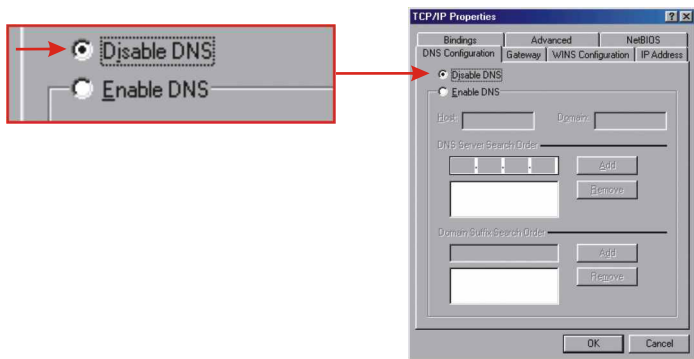 Disable DNS
Enable DNS
TCP/IP Properties
Bindings Advanced NetBIOS
DNS Configuration Gateway WINS Configuration IP Address
Disable DNS
Enable DNS
Host: Domain:
DNS Server Search Order
Add
Remove
Domain Suffix Search Order
Add
Remove
OK Cancel